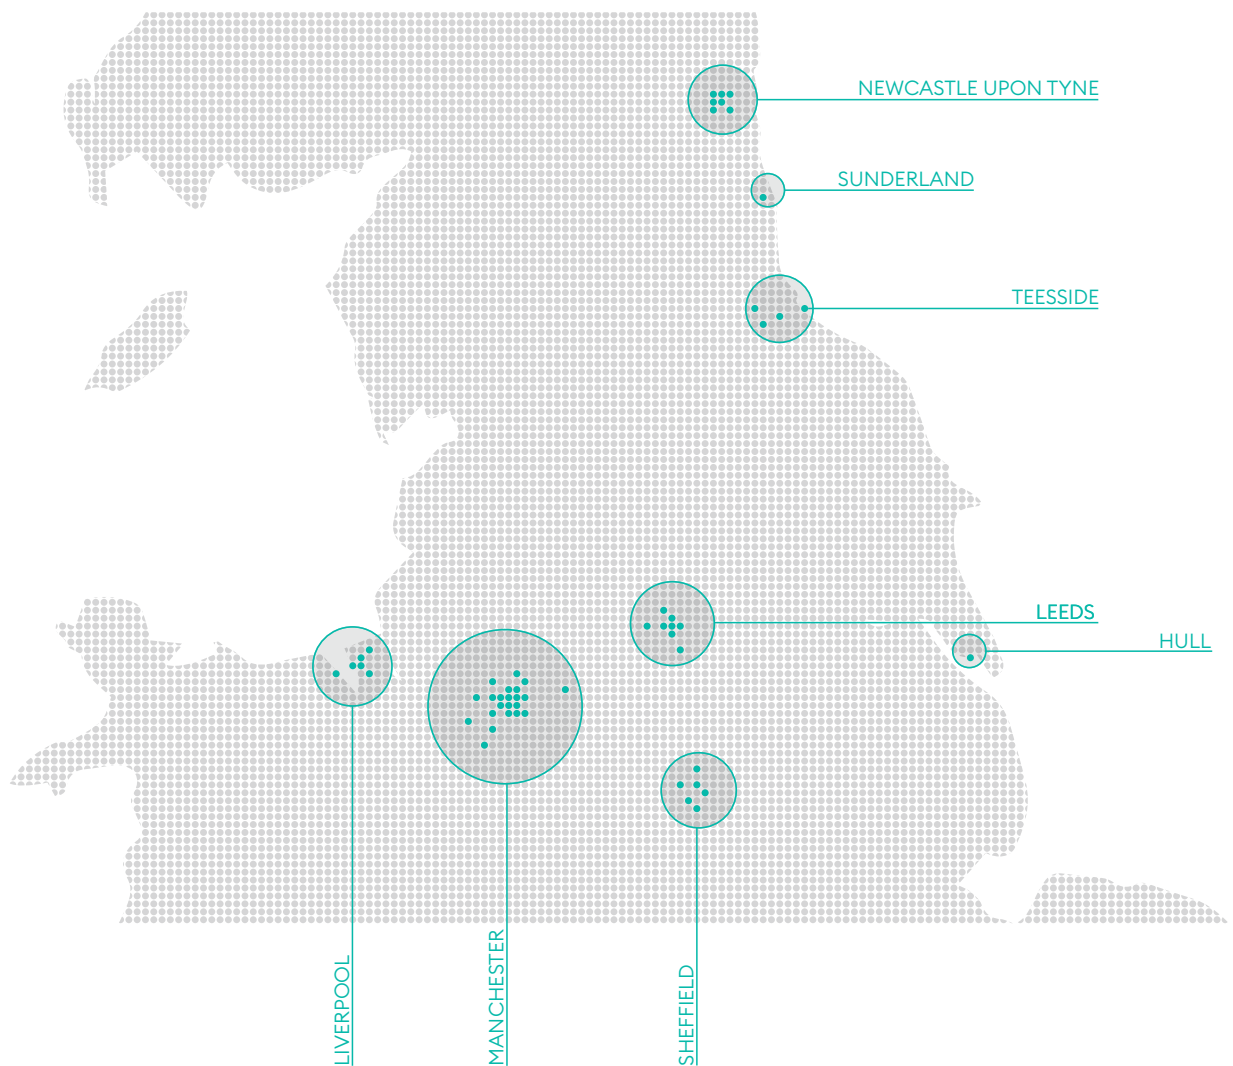 NEWCASTLE UPON TYNE
SUNDERLAND
TEESSIDE
LEEDS
HULL
LIVERPOOL
MANCHESTER
SHEFFIELD